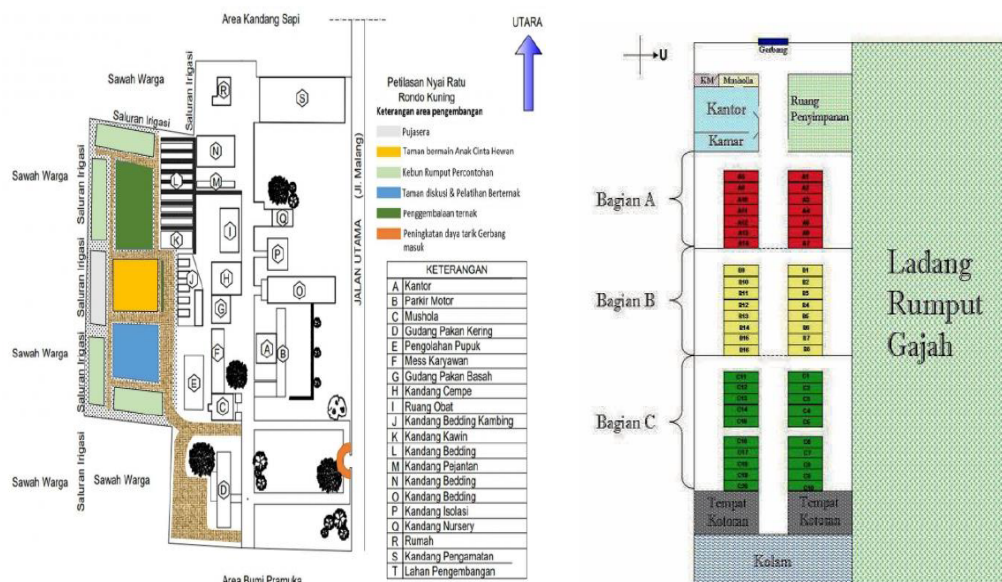 Area Kandang Sapi
UTARA
Sawah Warga
Saluran Irigasi
Saluran Irigasi
Saluran Irigasi
Sawah Warga
Saluran Irigasi
Sawah Warga
Saluran Irigasi
Sawah Warga
Saluran Irigasi
Sawah Warga
Sawah Warga
Sawah Warga
R
S
N
M
L
K
I
Q
P
J
H
O
G
F
A
B
E
C
D
JALAN UTAMA (Jl. Malang)
Area Bumi Pramuka
Petilasan Nyai Ratu
Rondo Kuning
Keterangan area pengembangan
Pujasera
Taman bermain Anak Cinta Hewan
Kebun Rumput Percontohan
Taman diskusi & Pelatihan Berternak
Penggembalaan ternak
Peningkatan daya tarik Gerbang
masuk
KETERANGAN
A Kantor
B Parkir Motor
C Mushola
D Gudang Pakan Kering
E Pengolahan Pupuk
F Mess Karyawan
G Gudang Pakan Basah
H Kandang Cempe
I Ruang Obat
J Kandang Bedding Kambing
K Kandang Kawin
L Kandang Bedding
M Kandang Pejantan
N Kandang Bedding
O Kandang Bedding
P Kandang Isolasi
Q Kandang Nursery
R Rumah
S Kandang Pengamatan
T Lahan Pengembangan
U
Gerbang
KM
Musholla
Kantor
Kamar
Ruang
Penyimpanan
Bagian A
Bagian B
Bagian C
Ladang
Rumput
Gajah
Tempat
Kotoran
Tempat
Kotoran
Kolam